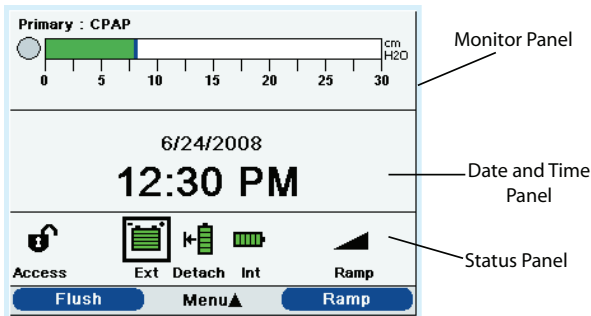 Primary : CPAP
cm
H2O
0 5 10 15 20 25 30
Monitor Panel
6/24/2008
12:30 PM
Date and Time
Panel
Status Panel
Access Ext Detach Int Ramp
Flush Menu▲ Ramp